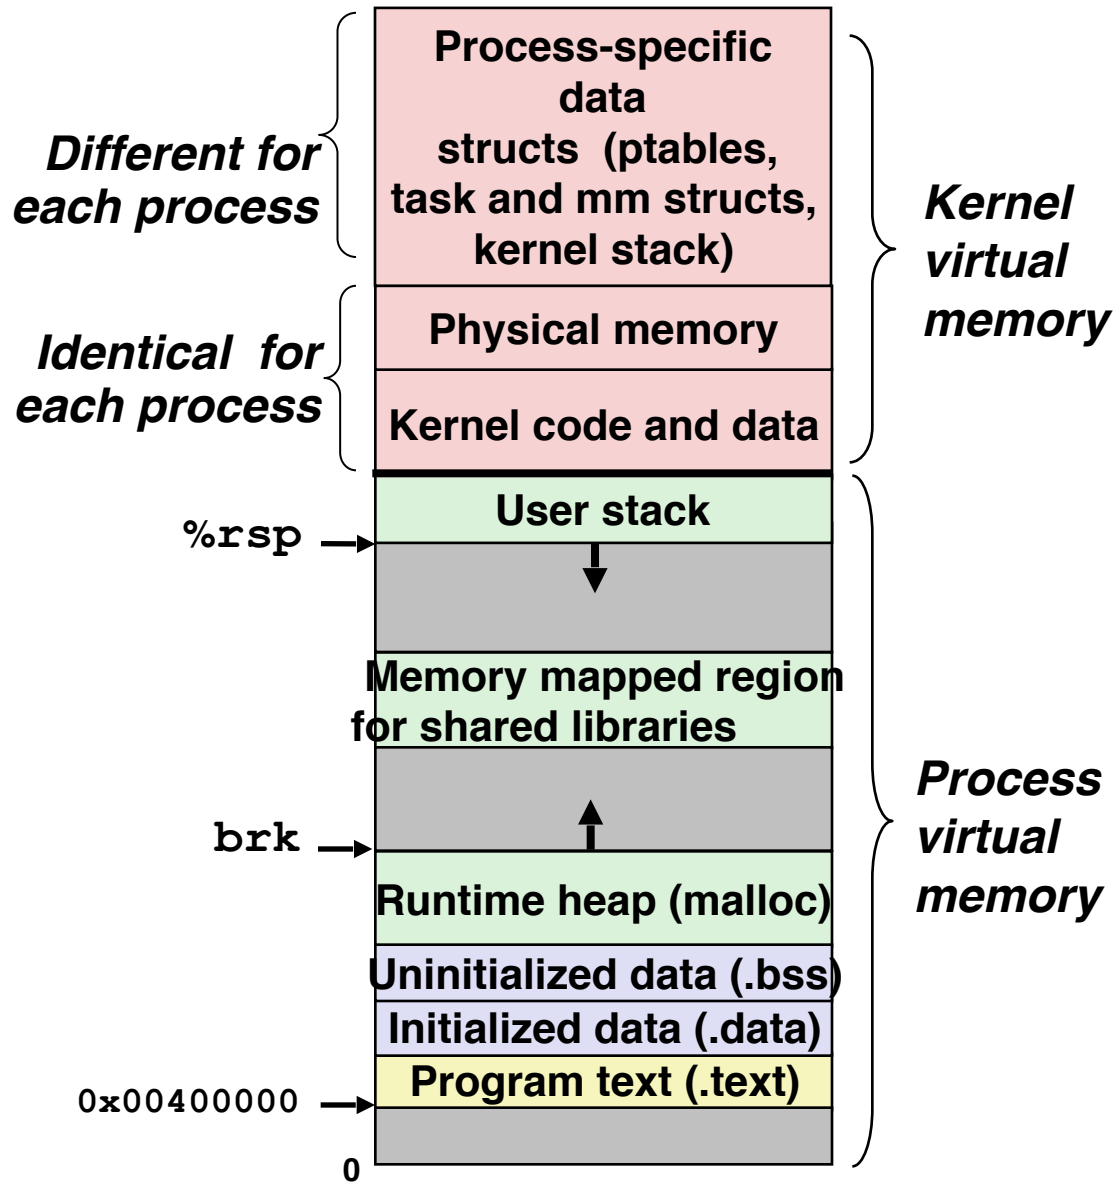 Process-specific
data
structs (ptables,
task and mm structs,
kernel stack)
Different for
each process
Kernel
virtual
memory
Physical memory
Identical for
each process
Kernel code and data
User stack
%rsp
Memory mapped region
for shared libraries
Process
virtual
memory
brk
Runtime heap (malloc)
Uninitialized data (.bss)
Initialized data (.data)
Program text (.text)
0x00400000
0